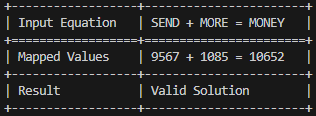 Input Equation | SEND + MORE = MONEY
Mapped Values | 9567 + 1085 = 10652
Result | Valid Solution